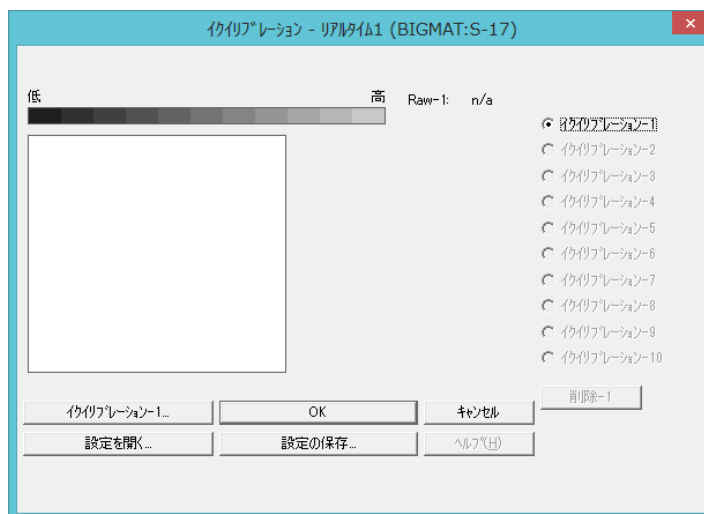 ｲｸｲﾘﾌﾞﾚｰｼｮﾝ - ﾘｱﾙﾀｲﾑ1 (BIGMAT:S-17)
低 高 Raw-1: n/a
ｲｸｲﾘﾌﾞﾚｰｼｮﾝ-1
ｲｸｲﾘﾌﾞﾚｰｼｮﾝ-2
ｲｸｲﾘﾌﾞﾚｰｼｮﾝ-3
ｲｸｲﾘﾌﾞﾚｰｼｮﾝ-4
ｲｸｲﾘﾌﾞﾚｰｼｮﾝ-5
ｲｸｲﾘﾌﾞﾚｰｼｮﾝ-6
ｲｸｲﾘﾌﾞﾚｰｼｮﾝ-7
ｲｸｲﾘﾌﾞﾚｰｼｮﾝ-8
ｲｸｲﾘﾌﾞﾚｰｼｮﾝ-9
ｲｸｲﾘﾌﾞﾚｰｼｮﾝ-10
削除-1
ｲｸｲﾘﾌﾞﾚｰｼｮﾝ-1... OK ｷｬﾝｾﾙ
設定を開く... 設定の保存... ﾍﾙﾌﾟ(H)